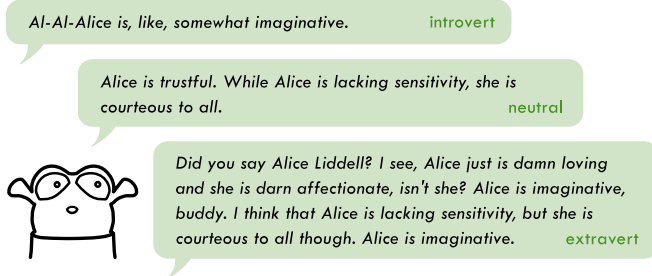 Al-Al-Alice is, like, somewhat imaginative. introvert
Alice is trustful. While Alice is lacking sensitivity, she is
courteous to all. neutral
Did you say Alice Liddell? I see, Alice just is damn loving
and she is darn affectionate, isn't she? Alice is imaginative,
buddy. I think that Alice is lacking sensitivity, but she is
courteous to all though. Alice is imaginative. extravert